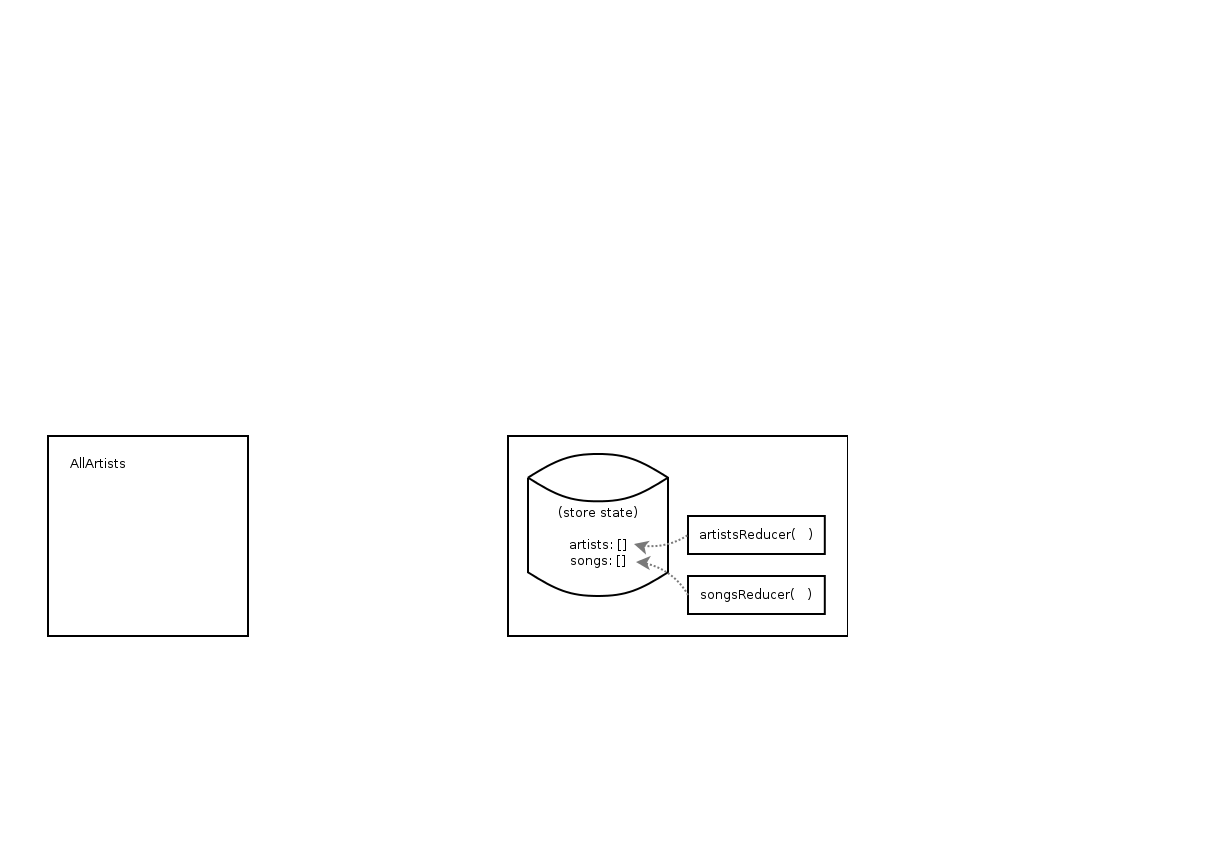 AllArtists
(store state)
artists: []
songs: []
artistsReducer(   )
songsReducer(   )